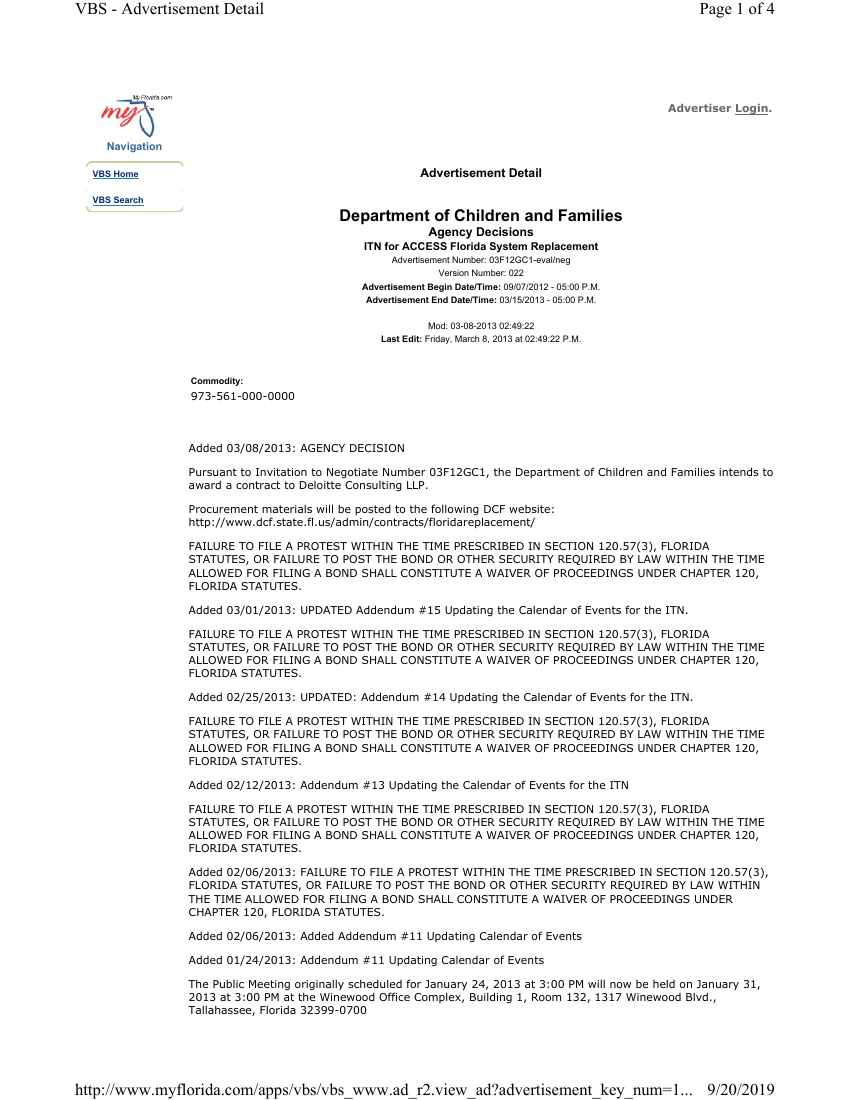 VBS - Advertisement Detail Page 1 of 4
MyFlorida.com
my
Advertiser Login.
Navigation
VBS Home
VBS Search
Advertisement Detail
Department of Children and Families
Agency Decisions
ITN for ACCESS Florida System Replacement
Advertisement Number: 03F12GC1-eval/neg
Version Number: 022
Advertisement Begin Date/Time: 09/07/2012 - 05:00 P.M.
Advertisement End Date/Time: 03/15/2013 - 05:00 P.M.
Mod: 03-08-2013 02:49:22
Last Edit: Friday, March 8, 2013 at 02:49:22 P.M.
Commodity:
973-561-000-0000
Added 03/08/2013: AGENCY DECISION
Pursuant to Invitation to Negotiate Number 03F12GC1, the Department of Children and Families intends to
award a contract to Deloitte Consulting LLP.
Procurement materials will be posted to the following DCF website:
http://www.dcf.state.fl.us/admin/contracts/floridareplacement/
FAILURE TO FILE A PROTEST WITHIN THE TIME PRESCRIBED IN SECTION 120.57(3), FLORIDA
STATUTES, OR FAILURE TO POST THE BOND OR OTHER SECURITY REQUIRED BY LAW WITHIN THE TIME
ALLOWED FOR FILING A BOND SHALL CONSTITUTE A WAIVER OF PROCEEDINGS UNDER CHAPTER 120,
FLORIDA STATUTES.
Added 03/01/2013: UPDATED Addendum #15 Updating the Calendar of Events for the ITN.
FAILURE TO FILE A PROTEST WITHIN THE TIME PRESCRIBED IN SECTION 120.57(3), FLORIDA
STATUTES, OR FAILURE TO POST THE BOND OR OTHER SECURITY REQUIRED BY LAW WITHIN THE TIME
ALLOWED FOR FILING A BOND SHALL CONSTITUTE A WAIVER OF PROCEEDINGS UNDER CHAPTER 120,
FLORIDA STATUTES.
Added 02/25/2013: UPDATED: Addendum #14 Updating the Calendar of Events for the ITN.
FAILURE TO FILE A PROTEST WITHIN THE TIME PRESCRIBED IN SECTION 120.57(3), FLORIDA
STATUTES, OR FAILURE TO POST THE BOND OR OTHER SECURITY REQUIRED BY LAW WITHIN THE TIME
ALLOWED FOR FILING A BOND SHALL CONSTITUTE A WAIVER OF PROCEEDINGS UNDER CHAPTER 120,
FLORIDA STATUTES.
Added 02/12/2013: Addendum #13 Updating the Calendar of Events for the ITN
FAILURE TO FILE A PROTEST WITHIN THE TIME PRESCRIBED IN SECTION 120.57(3), FLORIDA
STATUTES, OR FAILURE TO POST THE BOND OR OTHER SECURITY REQUIRED BY LAW WITHIN THE TIME
ALLOWED FOR FILING A BOND SHALL CONSTITUTE A WAIVER OF PROCEEDINGS UNDER CHAPTER 120,
FLORIDA STATUTES.
Added 02/06/2013: FAILURE TO FILE A PROTEST WITHIN THE TIME PRESCRIBED IN SECTION 120.57(3),
FLORIDA STATUTES, OR FAILURE TO POST THE BOND OR OTHER SECURITY REQUIRED BY LAW WITHIN
THE TIME ALLOWED FOR FILING A BOND SHALL CONSTITUTE A WAIVER OF PROCEEDINGS UNDER
CHAPTER 120, FLORIDA STATUTES.
Added 02/06/2013: Added Addendum #11 Updating Calendar of Events
Added 01/24/2013: Addendum #11 Updating Calendar of Events
The Public Meeting originally scheduled for January 24, 2013 at 3:00 PM will now be held on January 31,
2013 at 3:00 PM at the Winewood Office Complex, Building 1, Room 132, 1317 Winewood Blvd.,
Tallahassee, Florida 32399-0700
http://www.myflorida.com/apps/vbs/vbs_www.ad_r2.view_ad?advertisement_key_num=1... 9/20/2019